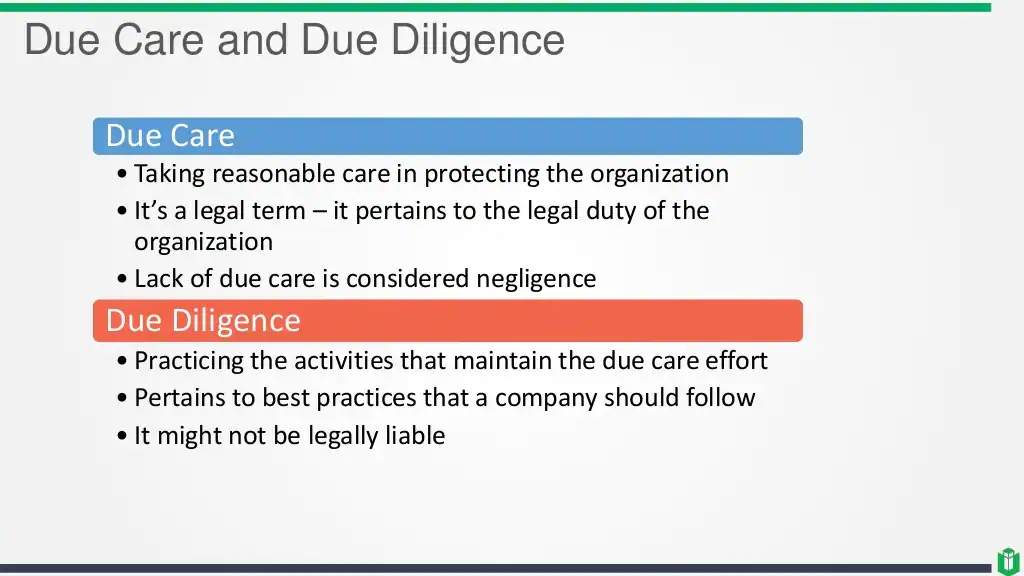 Due Care and Due Diligence
Due Care
• Taking reasonable care in protecting the organization
• It’s a legal term – it pertains to the legal duty of the
organization
• Lack of due care is considered negligence
Due Diligence
• Practicing the activities that maintain the due care effort
• Pertains to best practices that a company should follow
• It might not be legally liable